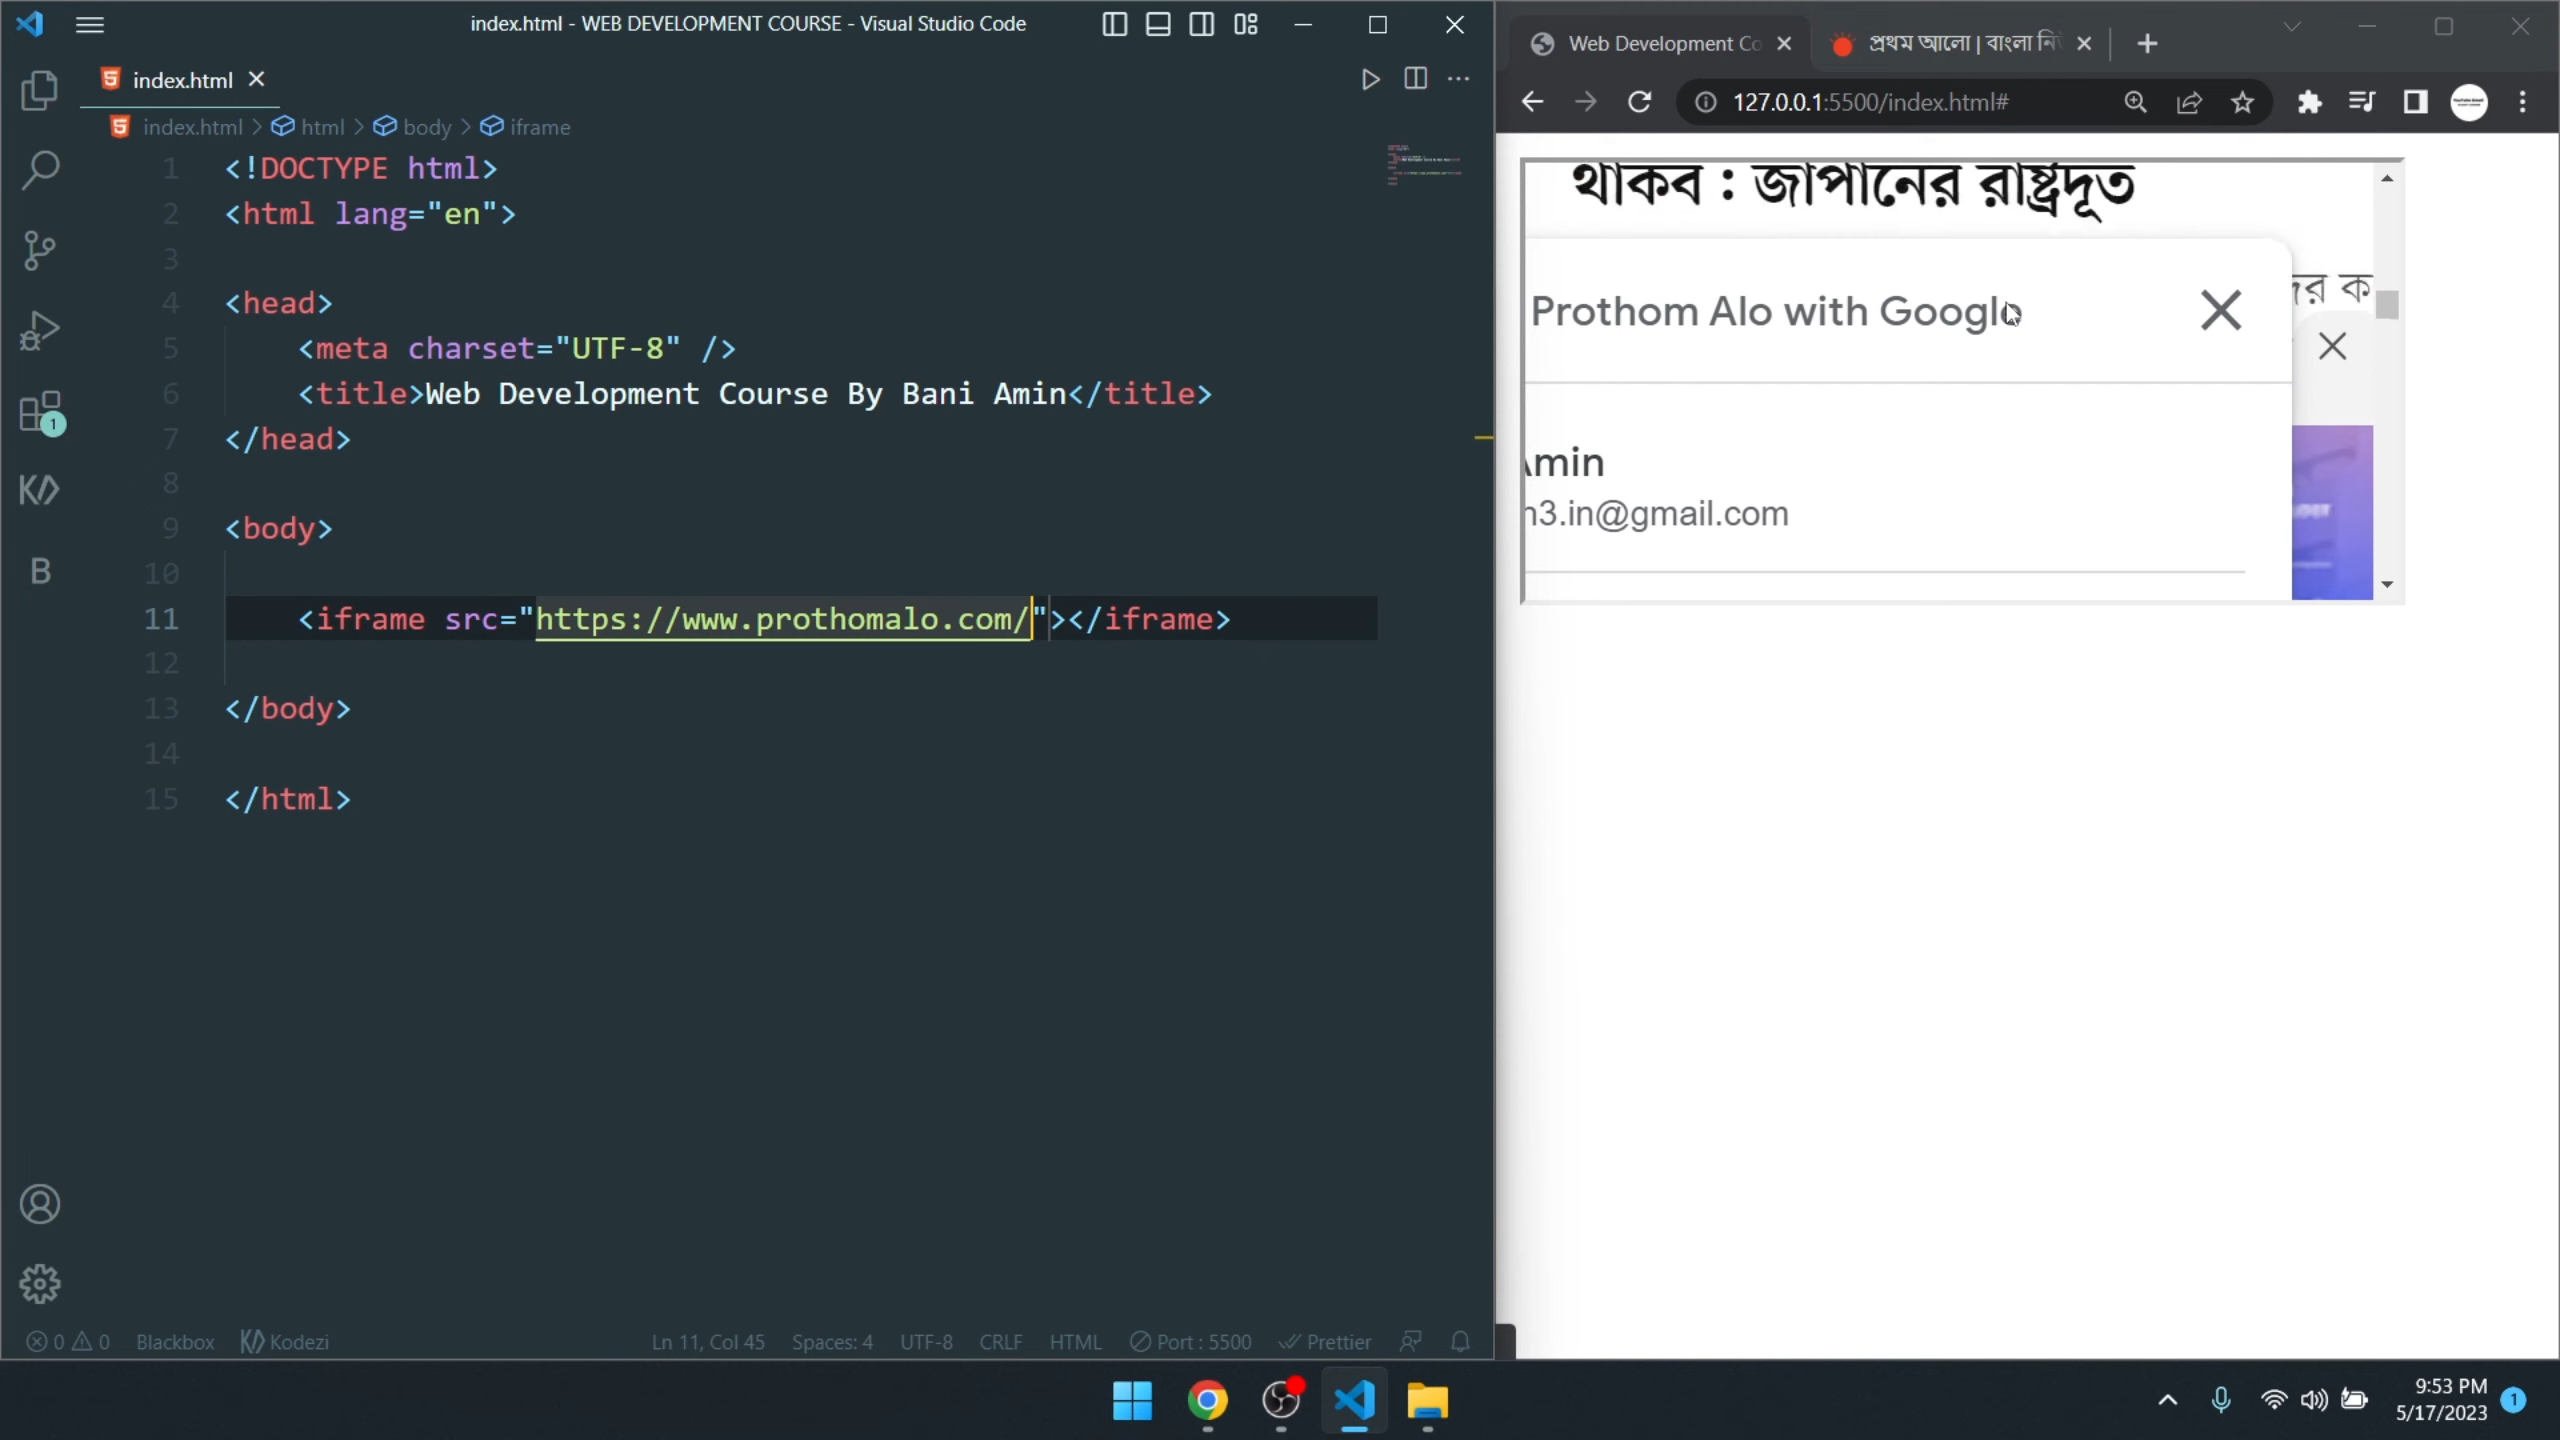 index.html - WEB DEVELOPMENT COURSE - Visual Studio Code
index.html
index.html > html > body > iframe
1 <!DOCTYPE html>
2 <html lang="en">
3
4 <head>
5 <meta charset="UTF-8" />
6 <title>Web Development Course By Bani Amin</title>
7 </head>
8
9 <body>
10
11 <iframe src="https://www.prothomalo.com/"></iframe>
12
13 </body>
14
15 </html>
1
B
0 0 Blackbox Kodezi Ln 11, Col 45 Spaces: 4 UTF-8 CRLF HTML Port : 5500 Prettier
Web Development Co
প্রথম আলো | বাংলা নি
127.0.0.1:5500/index.html#
থাকব : জাপানের রাষ্ট্রদূত
Prothom Alo with Google
Amin
3.in@gmail.com
9:53 PM
5/17/2023
1